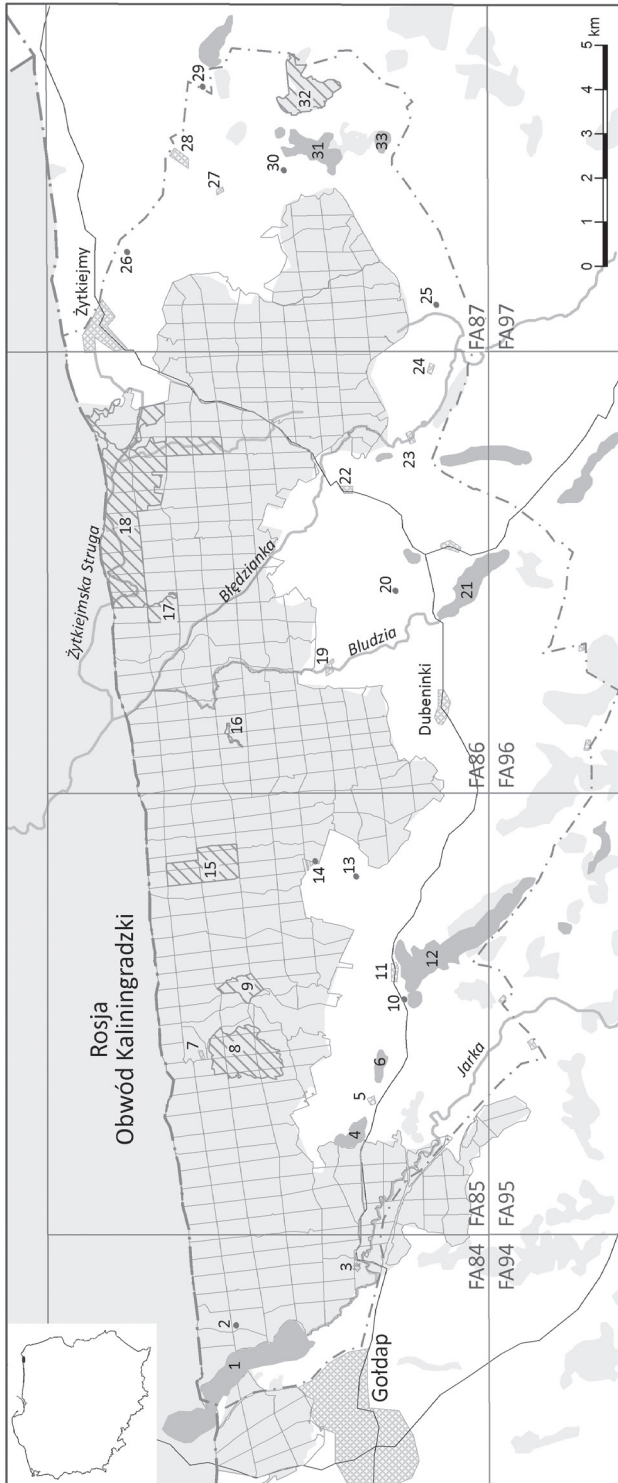 Rosja
Obwód Kaliningradzki
Żytkiejmska Struga
Żytkiejmy
Błędzianka
Bludzia
Dubeninki
Jarka
Gołdap
FA84
FA94
FA85
FA95
FA86
FA96
FA87
FA97
1
2
3
4
5
6
7
8
9
10
11
12
13
14
15
16
17
18
19
20
21
22
23
24
25
26
27
28
29
30
31
32
33
0 1 2 3 4 5 km